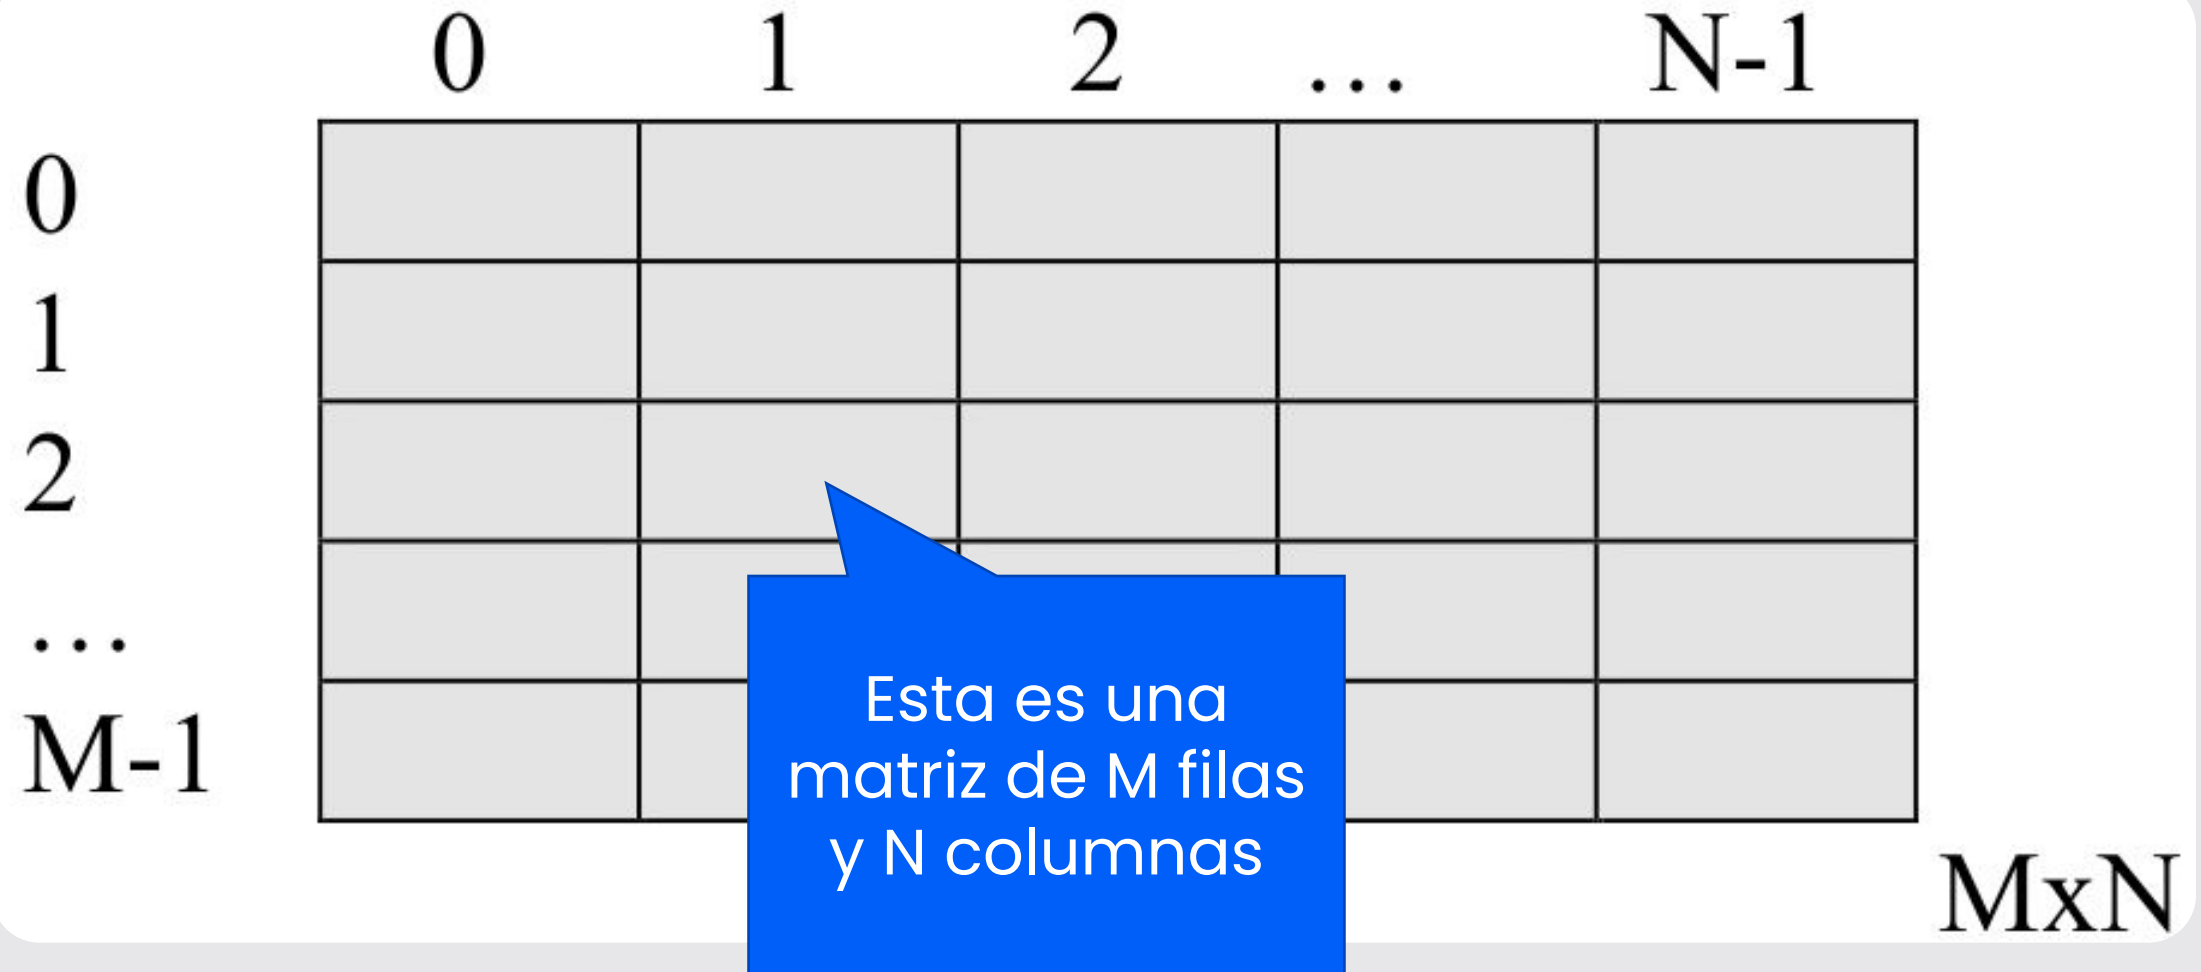 0 1 2 ... N-1
0
1
2
...
M-1
Esta es una
matriz de M filas
y N columnas
MxN